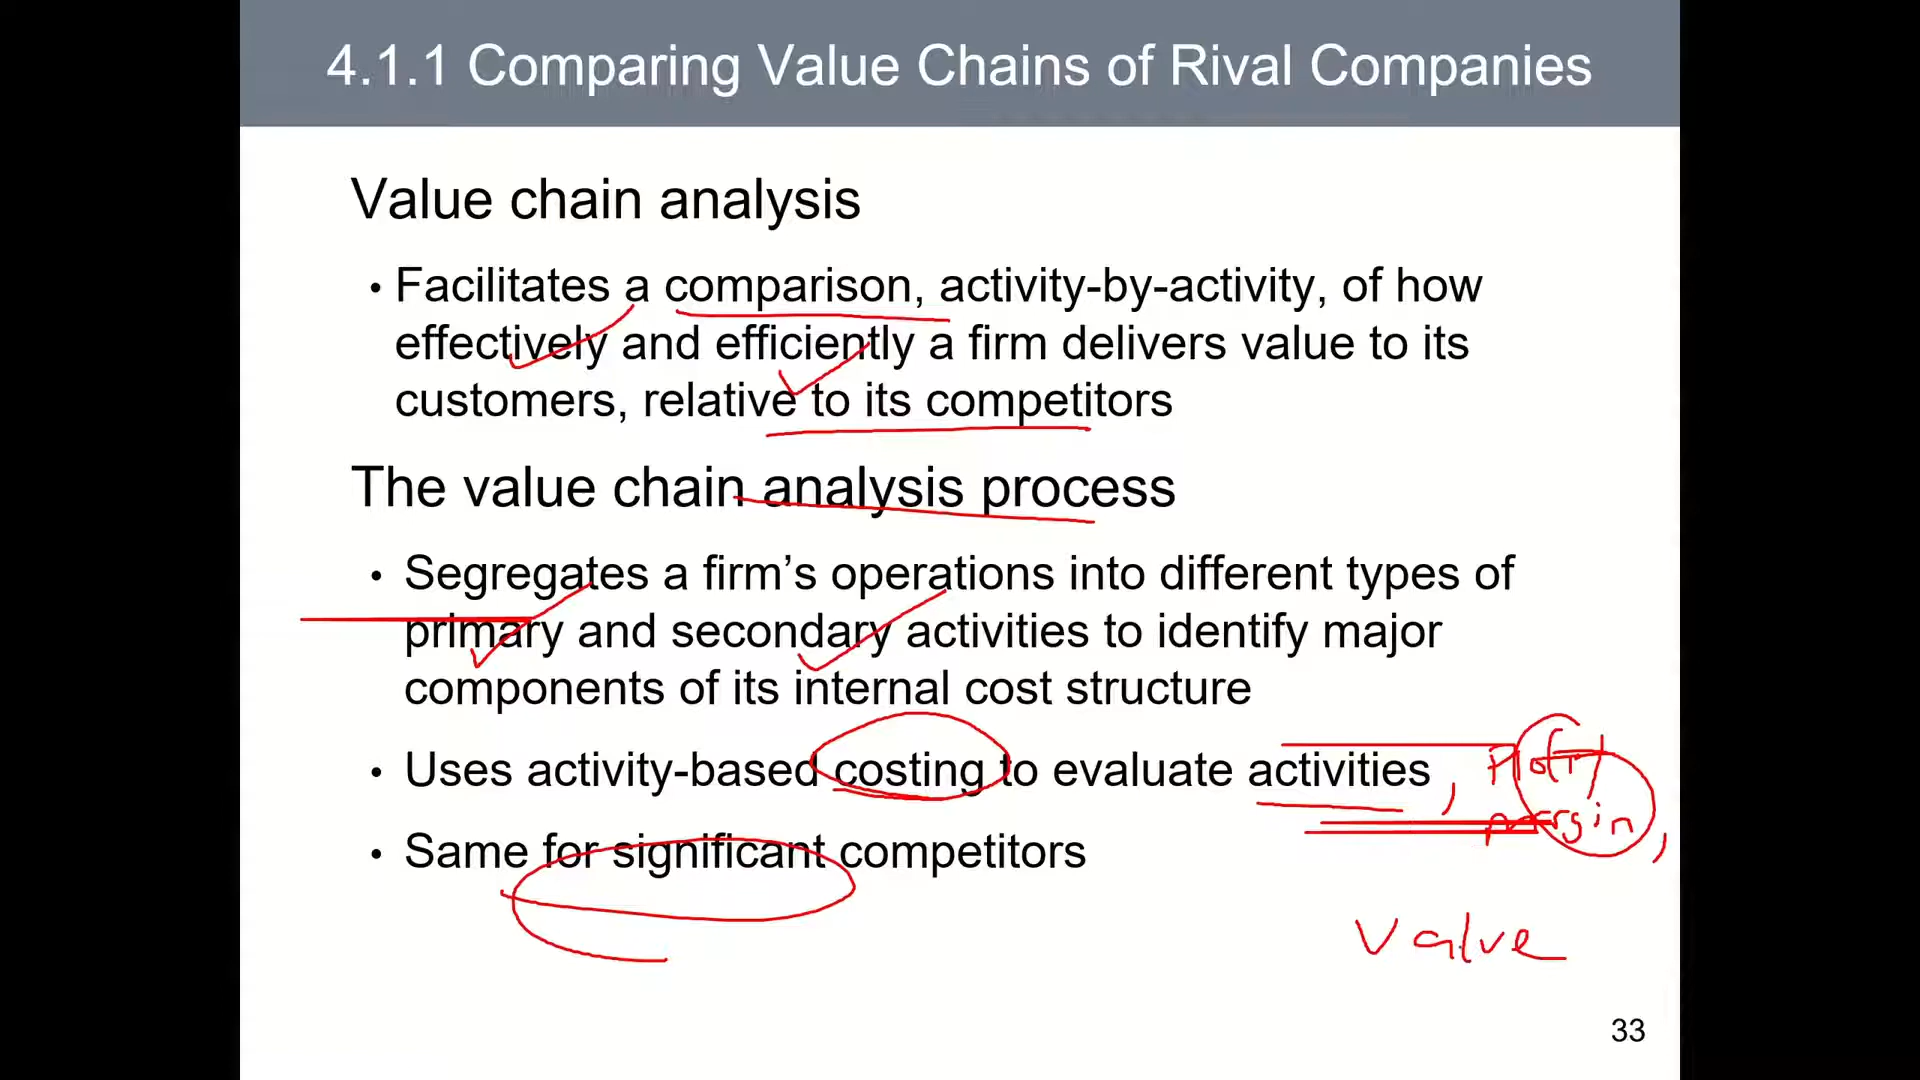 4.1.1 Comparing Value Chains of Rival Companies
Value chain analysis
• Facilitates a comparison, activity-by-activity, of how
effectively and efficiently a firm delivers value to its
customers, relative to its competitors
The value chain analysis process
• Segregates a firm’s operations into different types of
primary and secondary activities to identify major
components of its internal cost structure
• Uses activity-based costing to evaluate activities , Profit
margin,
• Same for significant competitors
Value
33